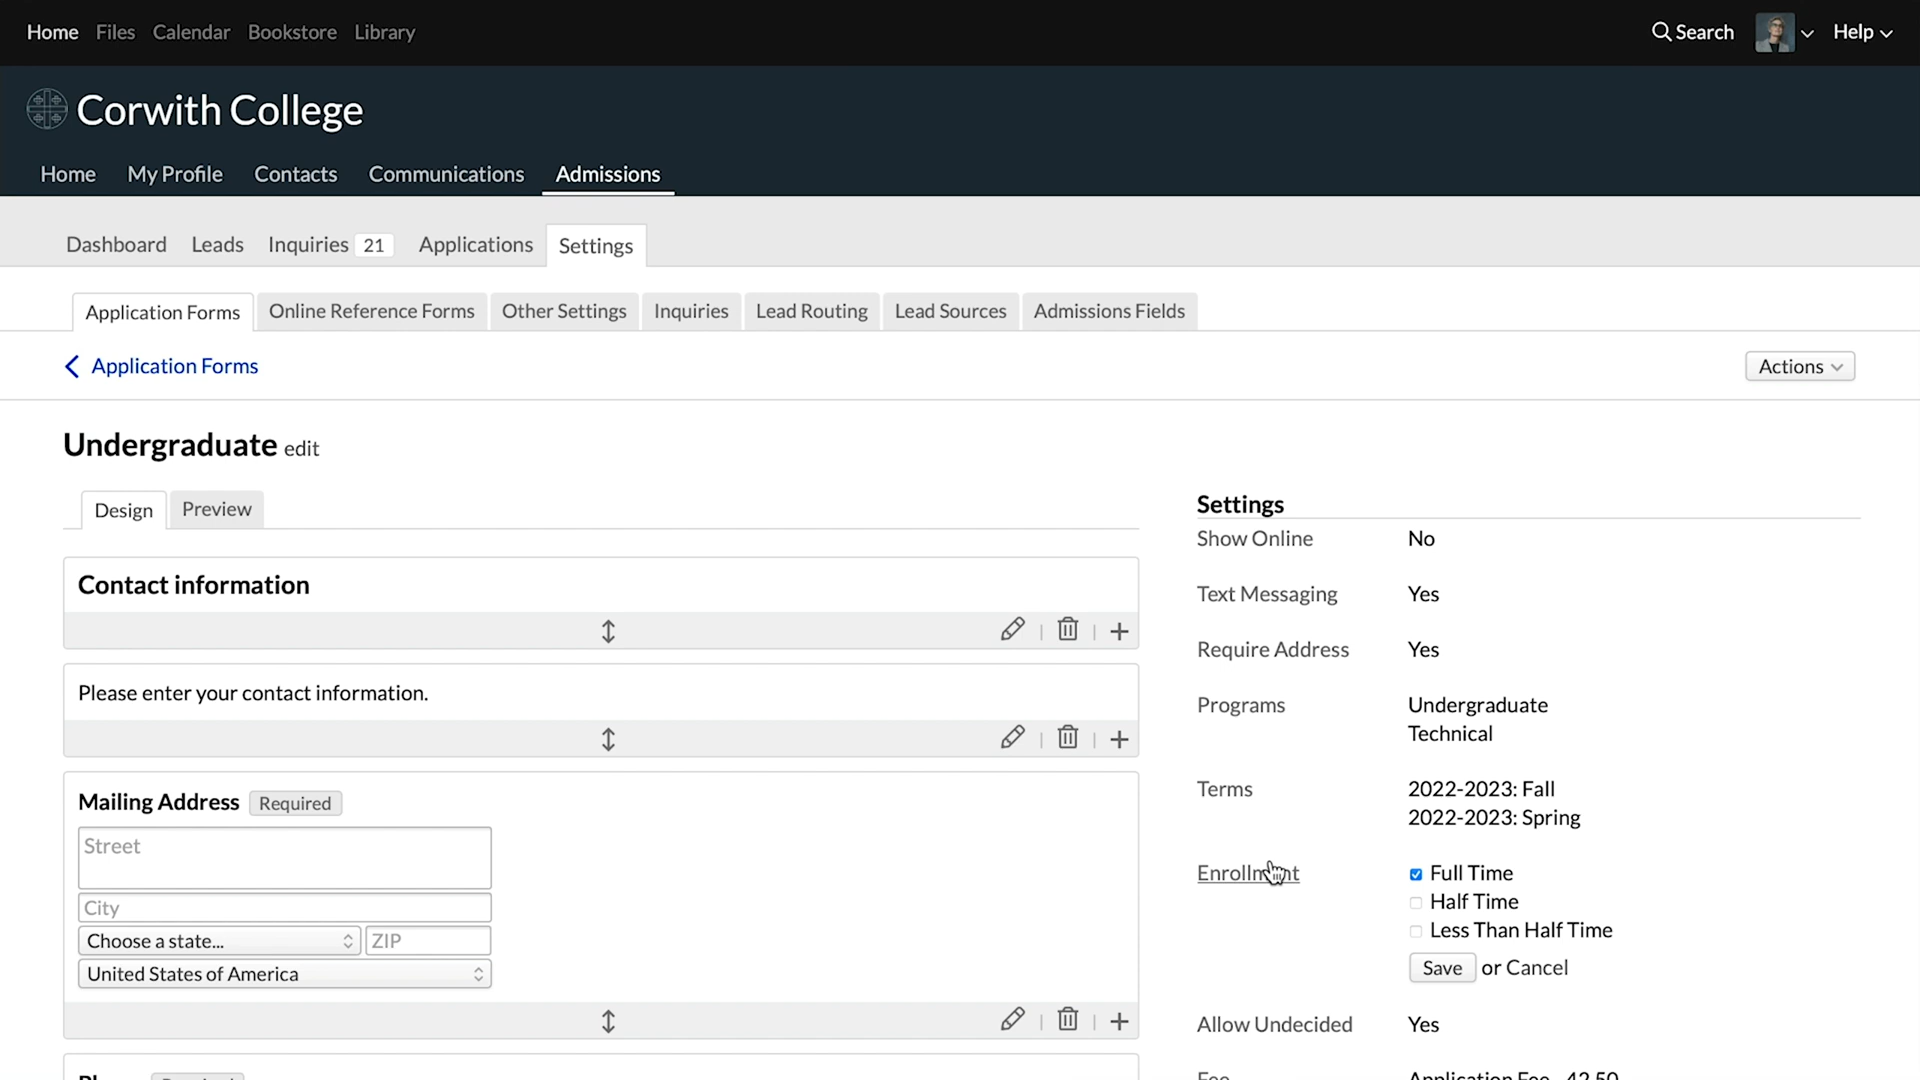 Home Files Calendar Bookstore Library Search Help
Corwith College
Home My Profile Contacts Communications Admissions
Dashboard Leads Inquiries 21 Applications Settings
Application Forms Online Reference Forms Other Settings Inquiries Lead Routing Lead Sources Admissions Fields
Application Forms Actions
Undergraduate edit
Design Preview
Contact information
Please enter your contact information.
Mailing Address Required
Street
City
Choose a state... ZIP
United States of America
Settings
Show Online No
Text Messaging Yes
Require Address Yes
Programs Undergraduate
Technical
Terms 2022-2023: Fall
2022-2023: Spring
Enrollment Full Time
Half Time
Less Than Half Time
Save or Cancel
Allow Undecided Yes